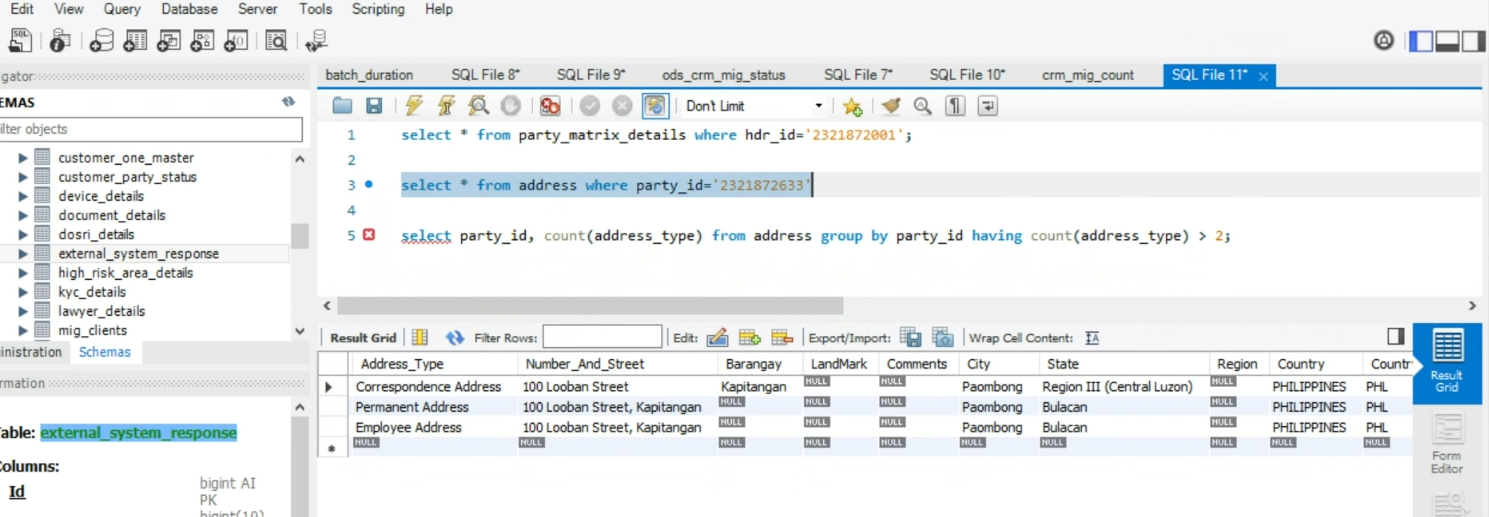 Edit View Query Database Server Tools Scripting Help
gator
batch_duration SQL File 8* SQL File 9* ods_crm_mig_status SQL File 7* SQL File 10* crm_mig_count SQL File 11* ×
EMAS
ilter objects
Don't Limit
customer_one_master
customer_party_status
device_details
document_details
dosri_details
external_system_response
high_risk_area_details
kyc_details
lawyer_details
mig_clients
1 select * from party_matrix_details where hdr_id='2321872001';
2
3 select * from address where party_id='2321872633'
4
5 select party_id, count(address_type) from address group by party_id having count(address_type) > 2;
inistration Schemas
rmation
able: external_system_response
olumns:
Id bigint AI
PK
bigint(10)
Result Grid Filter Rows: Edit: Export/Import: Wrap Cell Content:
Address_Type Number_And_Street Barangay LandMark Comments City State Region Country Countr
Correspondence Address 100 Looban Street Kapitangan NULL NULL Paombong Region III (Central Luzon) NULL PHILIPPINES PHL
Permanent Address 100 Looban Street, Kapitangan NULL NULL NULL Paombong Bulacan NULL PHILIPPINES PHL
Employee Address 100 Looban Street, Kapitangan NULL NULL NULL Paombong Bulacan NULL PHILIPPINES PHL
NULL NULL NULL NULL NULL NULL NULL NULL NULL NULL
Result
Grid
Form
Editor